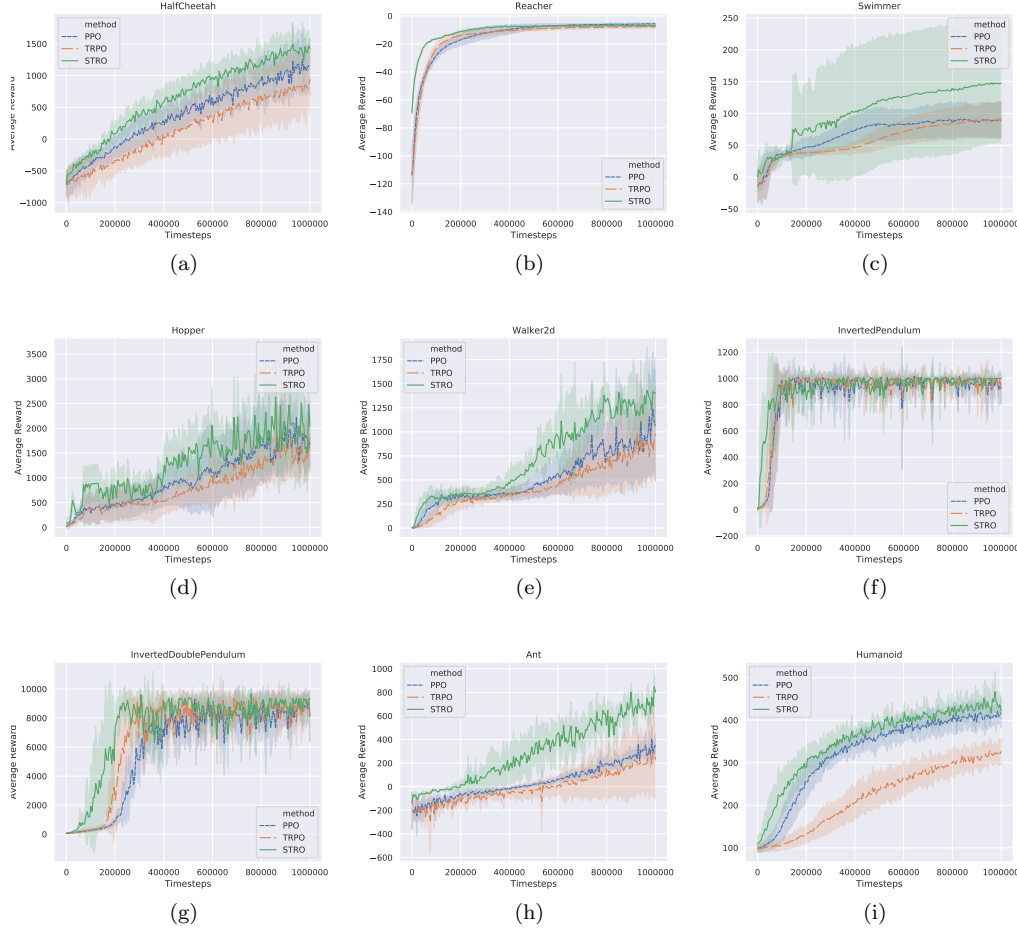 HalfCheetah
Average Reward
1500
1000
500
0
−500
−1000
method
PPO
TRPO
STRO
0 200000 400000 600000 800000 1000000
Timesteps
(a)
Reacher
Average Reward
0
−20
−40
−60
−80
−100
−120
−140
method
PPO
TRPO
STRO
0 200000 400000 600000 800000 1000000
Timesteps
(b)
Swimmer
Average Reward
250
200
150
100
50
0
−50
method
PPO
TRPO
STRO
0 200000 400000 600000 800000 1000000
Timesteps
(c)
Hopper
Average Reward
3500
3000
2500
2000
1500
1000
500
0
method
PPO
TRPO
STRO
0 200000 400000 600000 800000 1000000
Timesteps
(d)
Walker2d
Average Reward
1750
1500
1250
1000
750
500
250
0
method
PPO
TRPO
STRO
0 200000 400000 600000 800000 1000000
Timesteps
(e)
InvertedPendulum
Average Reward
1200
1000
800
600
400
200
0
−200
method
PPO
TRPO
STRO
0 200000 400000 600000 800000 1000000
Timesteps
(f)
InvertedDoublePendulum
Average Reward
10000
8000
6000
4000
2000
0
method
PPO
TRPO
STRO
0 200000 400000 600000 800000 1000000
Timesteps
(g)
Ant
Average Reward
1000
800
600
400
200
0
−200
−400
−600
method
PPO
TRPO
STRO
0 200000 400000 600000 800000 1000000
Timesteps
(h)
Humanoid
Average Reward
500
400
300
200
100
method
PPO
TRPO
STRO
0 200000 400000 600000 800000 1000000
Timesteps
(i)